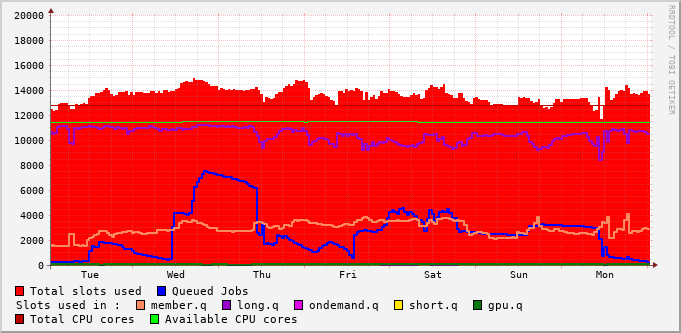 RRDTOOL / TOBI OETIKER
20000
18000
16000
14000
12000
10000
8000
6000
4000
2000
0
Tue Wed Thu Fri Sat Sun Mon
Total slots used Queued Jobs
Slots used in : member.q long.q ondemand.q short.q gpu.q
Total CPU cores Available CPU cores